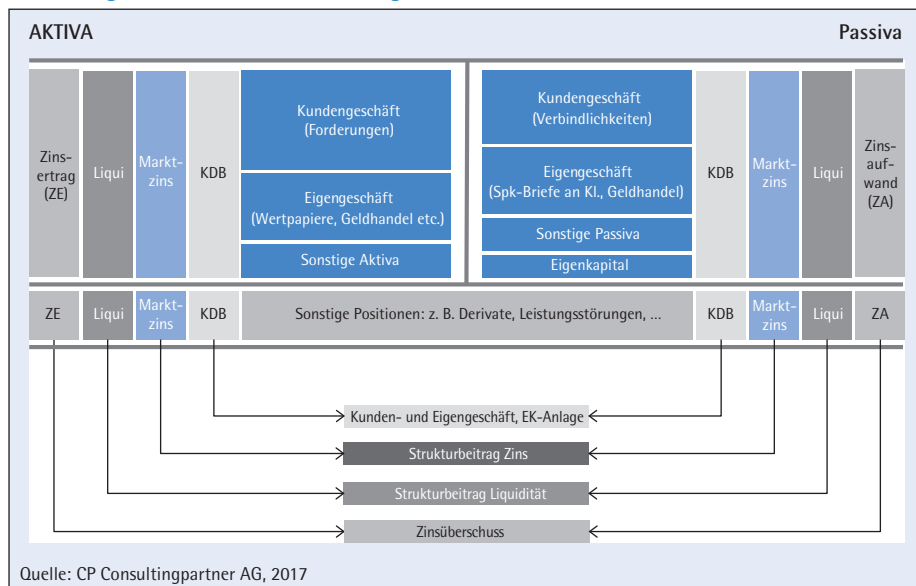 AKTIVA
Passiva
Zins-
ertrag
(ZE)
Liqui
Markt-
zins
KDB
Kundengeschäft
(Forderungen)
Eigengeschäft
(Wertpapiere, Geldhandel etc.)
Sonstige Aktiva
Kundengeschäft
(Verbindlichkeiten)
Eigengeschäft
(Spk-Briefe an Kl., Geldhandel)
Sonstige Passiva
Eigenkapital
KDB
Markt-
zins
Liqui
Zins-
auf-
wand
(ZA)
ZE
Liqui
Markt-
zins
KDB
Sonstige Positionen: z. B. Derivate, Leistungsstörungen, ...
KDB
Markt-
zins
Liqui
ZA
Kunden- und Eigengeschäft, EK-Anlage
Strukturbeitrag Zins
Strukturbeitrag Liquidität
Zinsüberschuss
Quelle: CP Consultingpartner AG, 2017